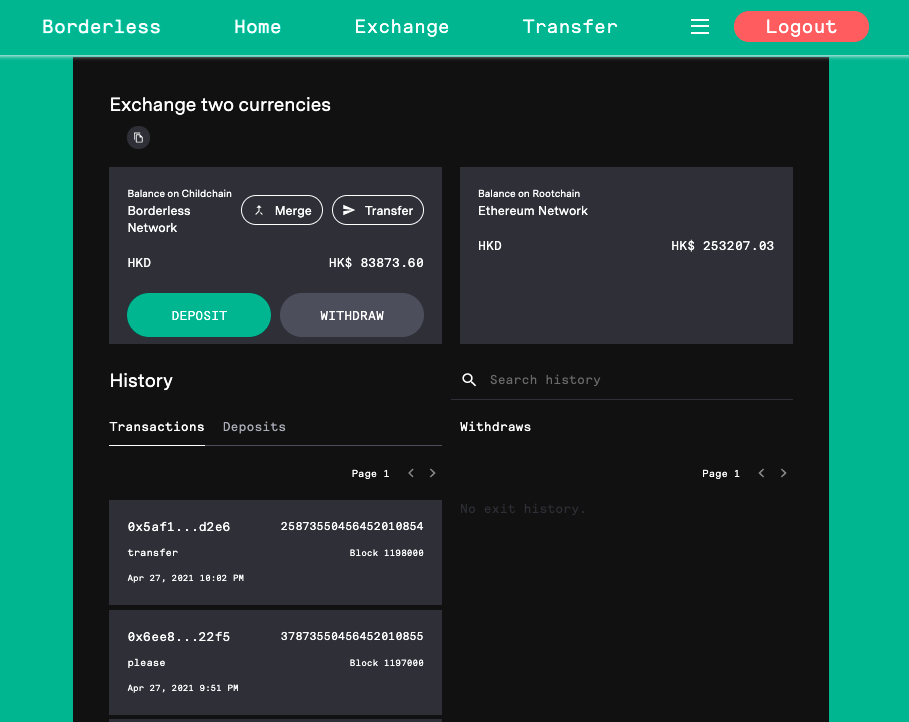 Borderless Home Exchange Transfer Logout
Exchange two currencies
Balance on Childchain
Borderless
Network
Merge
Transfer
HKD HK$ 83873.60
DEPOSIT WITHDRAW
Balance on Rootchain
Ethereum Network
HKD HK$ 253207.03
History
Search history
Transactions Deposits
Page 1
0x5af1...d2e6 25873550456452010854
transfer Block 1198000
Apr 27, 2021 10:02 PM
0x6ee8...22f5 37873550456452010855
please Block 1197000
Apr 27, 2021 9:51 PM
Withdraws
Page 1
No exit history.